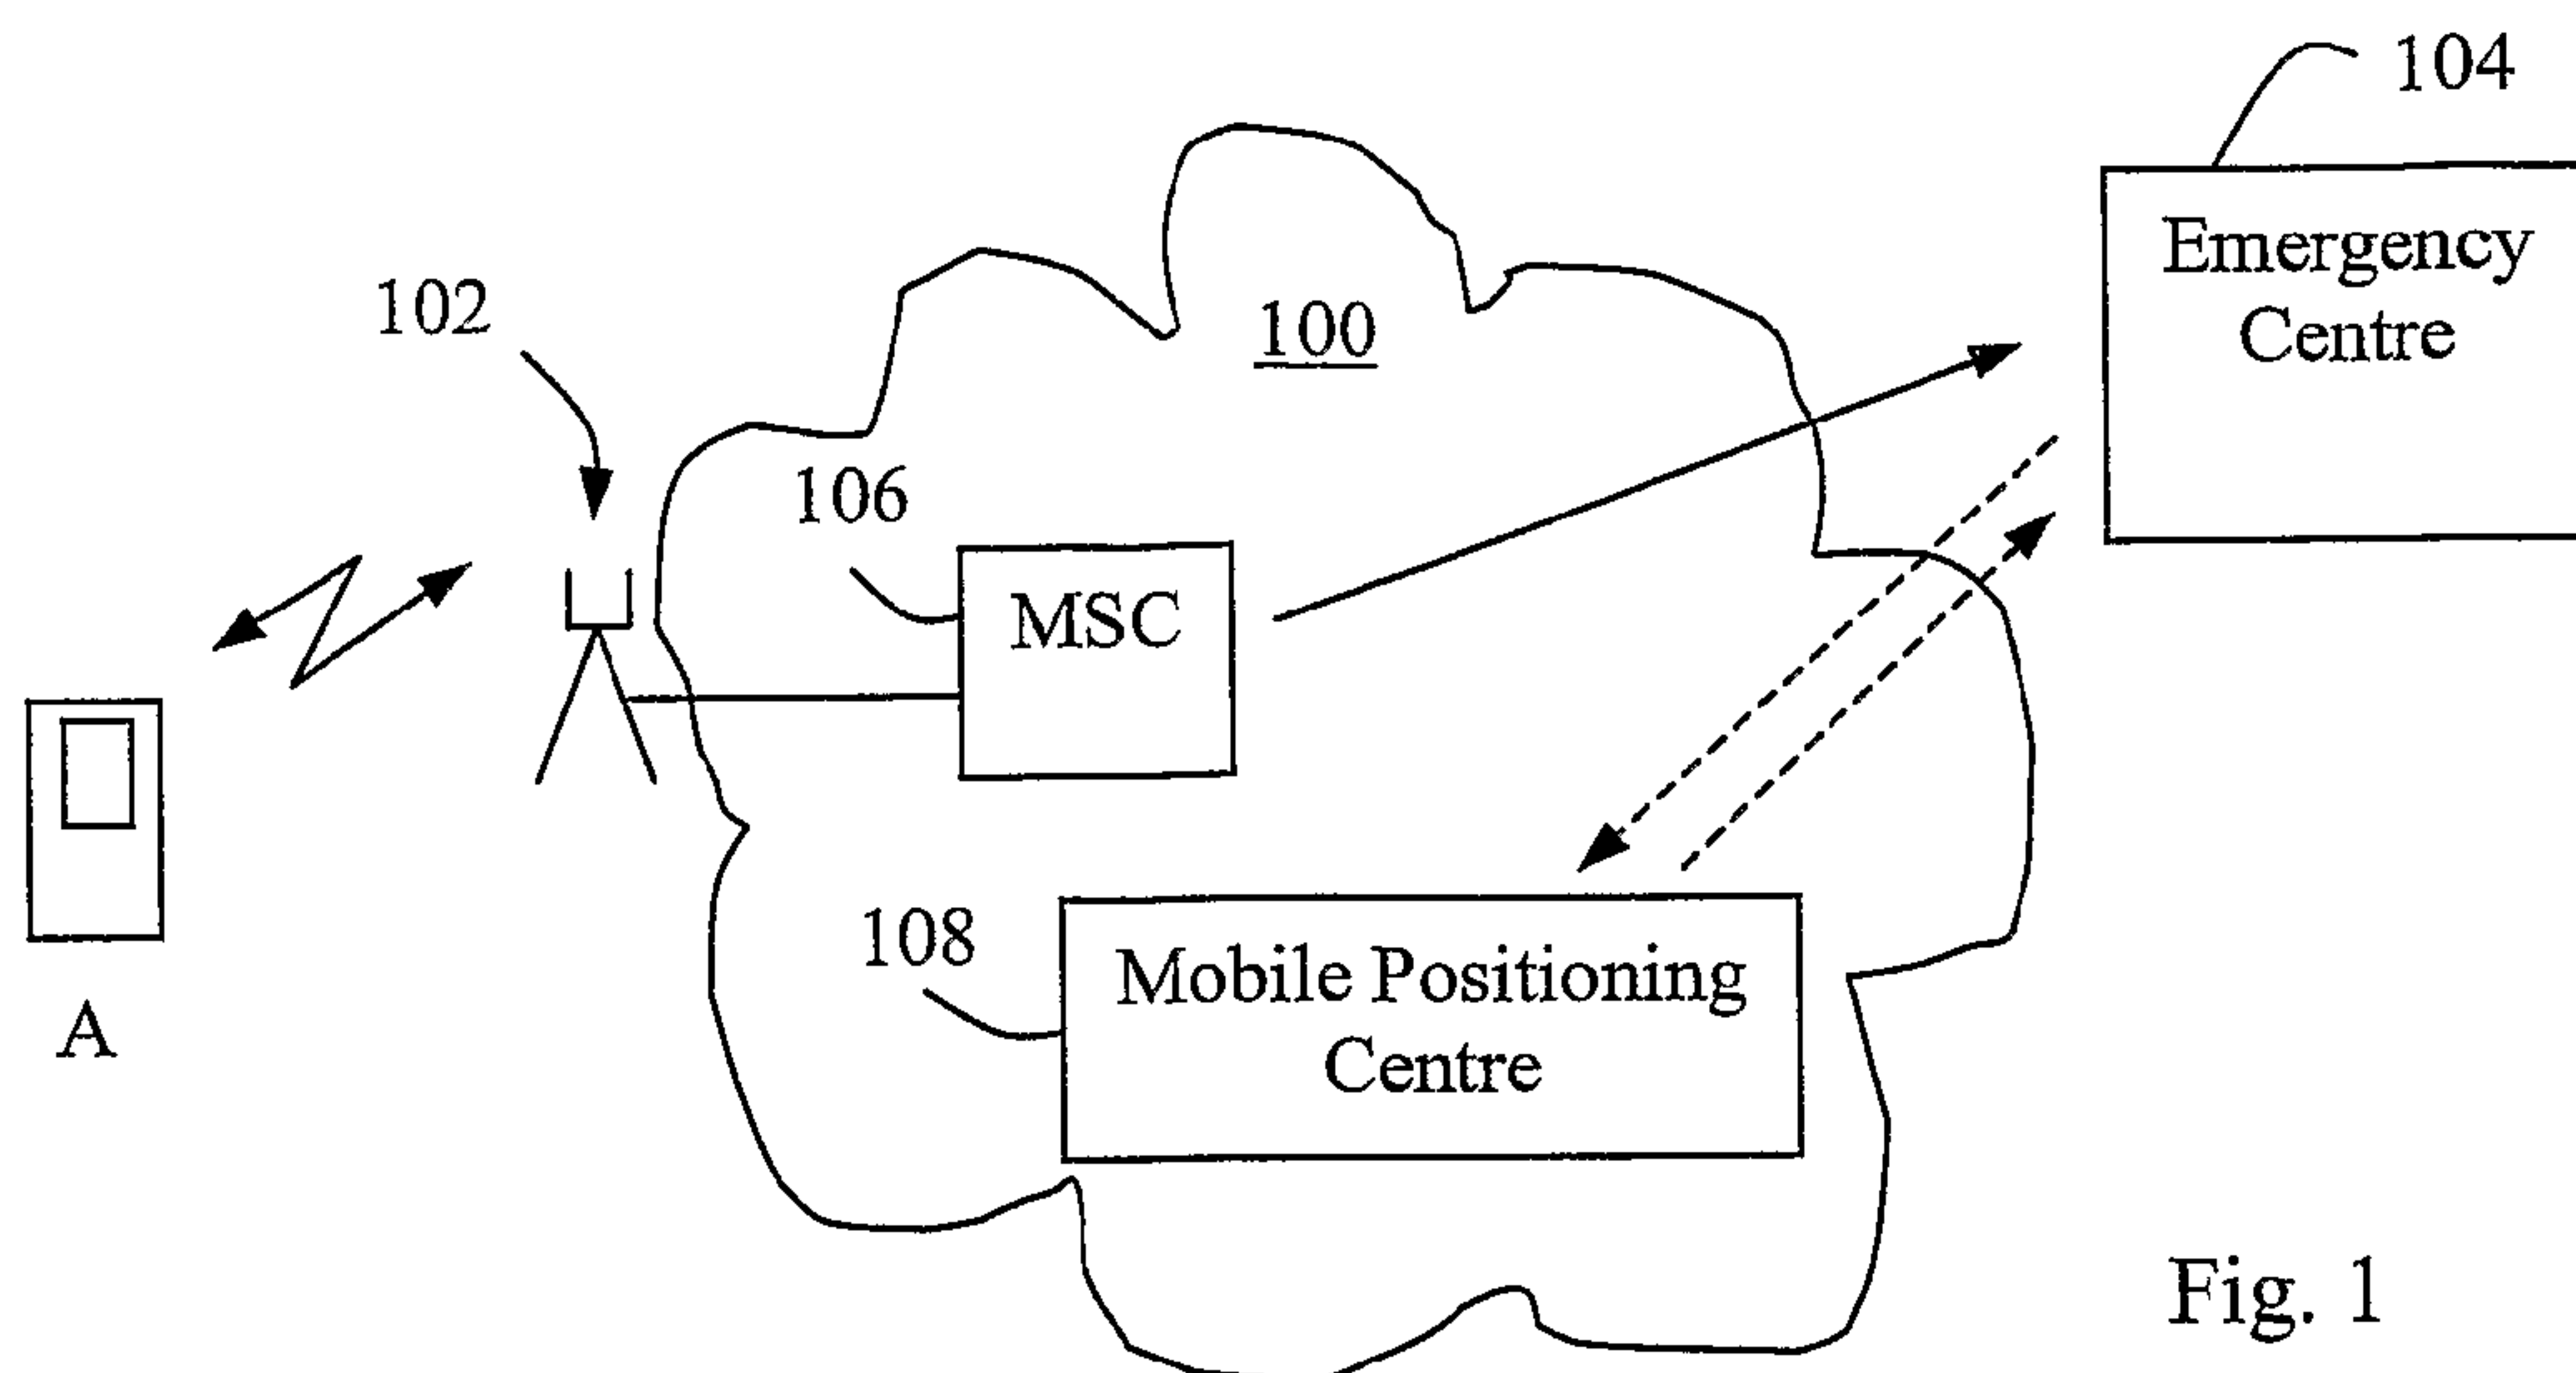 104
Emergency
Centre
102
100
106
MSC
108
Mobile Positioning
Centre
A
Fig. 1